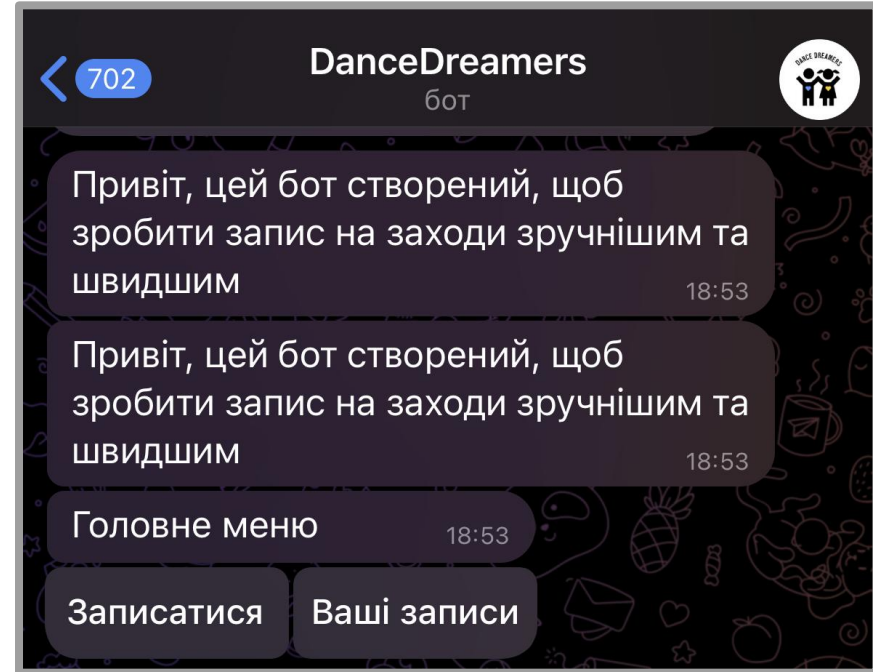 702
DanceDreamers
бот
DANCE DREAMERS
Привіт, цей бот створений, щоб
зробити запис на заходи зручнішим та
швидшим
18:53
Привіт, цей бот створений, щоб
зробити запис на заходи зручнішим та
швидшим
18:53
Головне меню
18:53
Записатися
Ваші записи